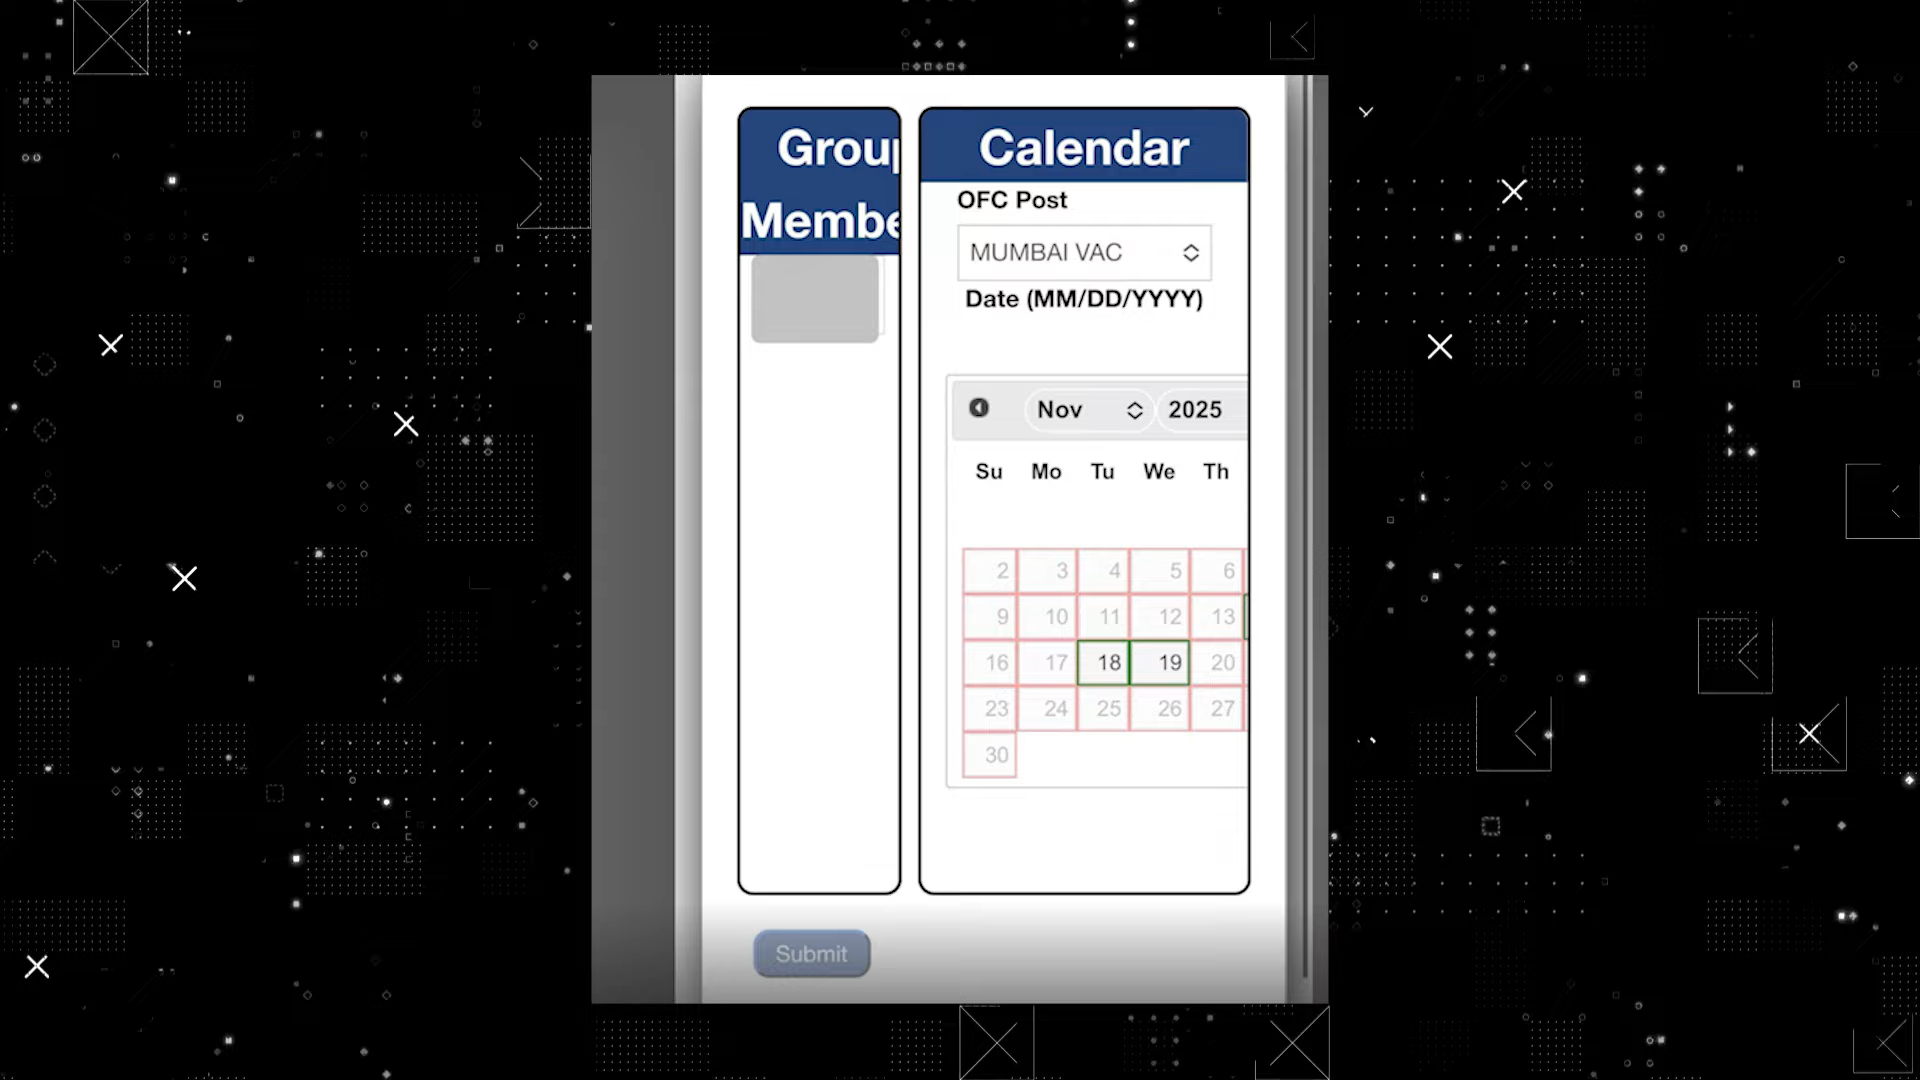 Group
Membe
Calendar
OFC Post
MUMBAI VAC
Date (MM/DD/YYYY)
Nov 2025
Su Mo Tu We Th
2 3 4 5 6
9 10 11 12 13
16 17 18 19 20
23 24 25 26 27
30
Submit